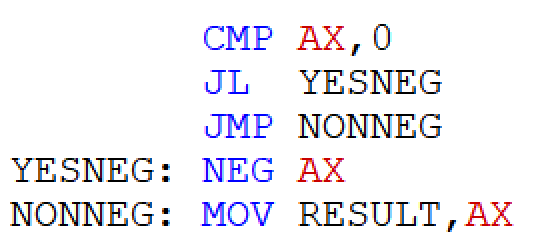 CMP AX,0
JL YESNEG
JMP NONNEG
YESNEG: NEG AX
NONNEG: MOV RESULT,AX